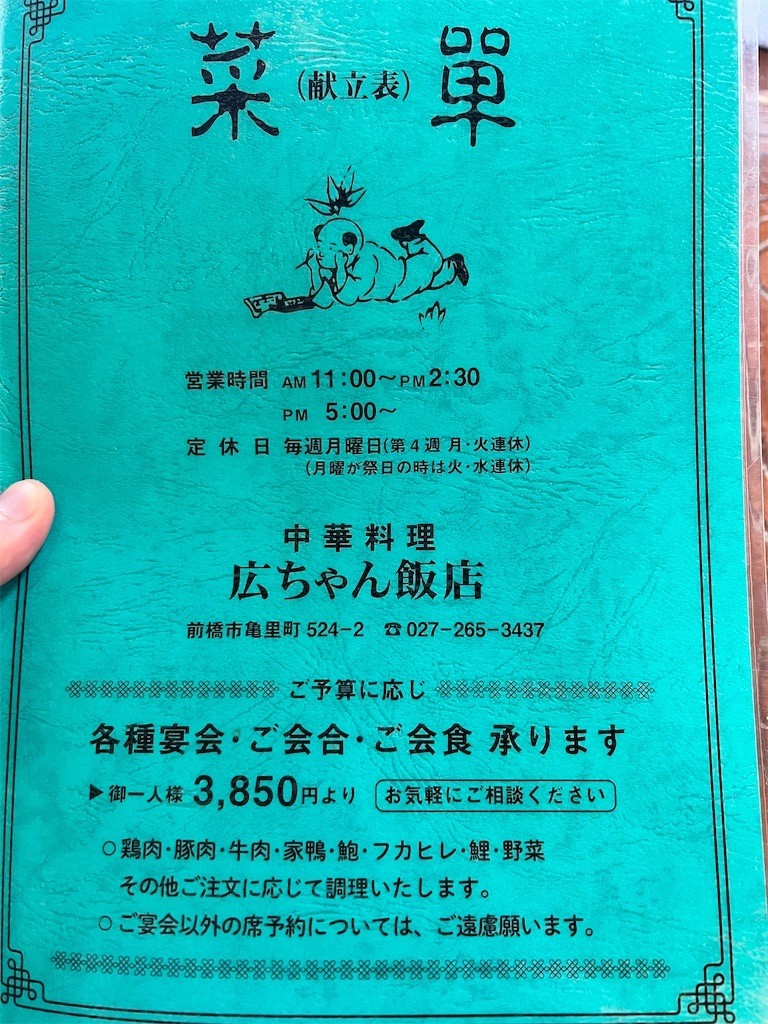 菜(献立表)單
営業時間 AM11:00〜PM2:30
PM 5:00〜
定休日 毎週月曜日(第4週 月・火連休)
(月曜が祭日の時は火・水連休)
中華料理
広ちゃん飯店
前橋市亀里町524-2 ☎027-265-3437
ご予算に応じ
各種宴会・ご会合・ご会食 承ります
▶御一人様 3,850円より お気軽にご相談ください
○鶏肉・豚肉・牛肉・家鴨・鮑・フカヒレ・鯉・野菜
その他ご注文に応じて調理いたします。
○ご宴会以外の席予約については、ご遠慮願います。